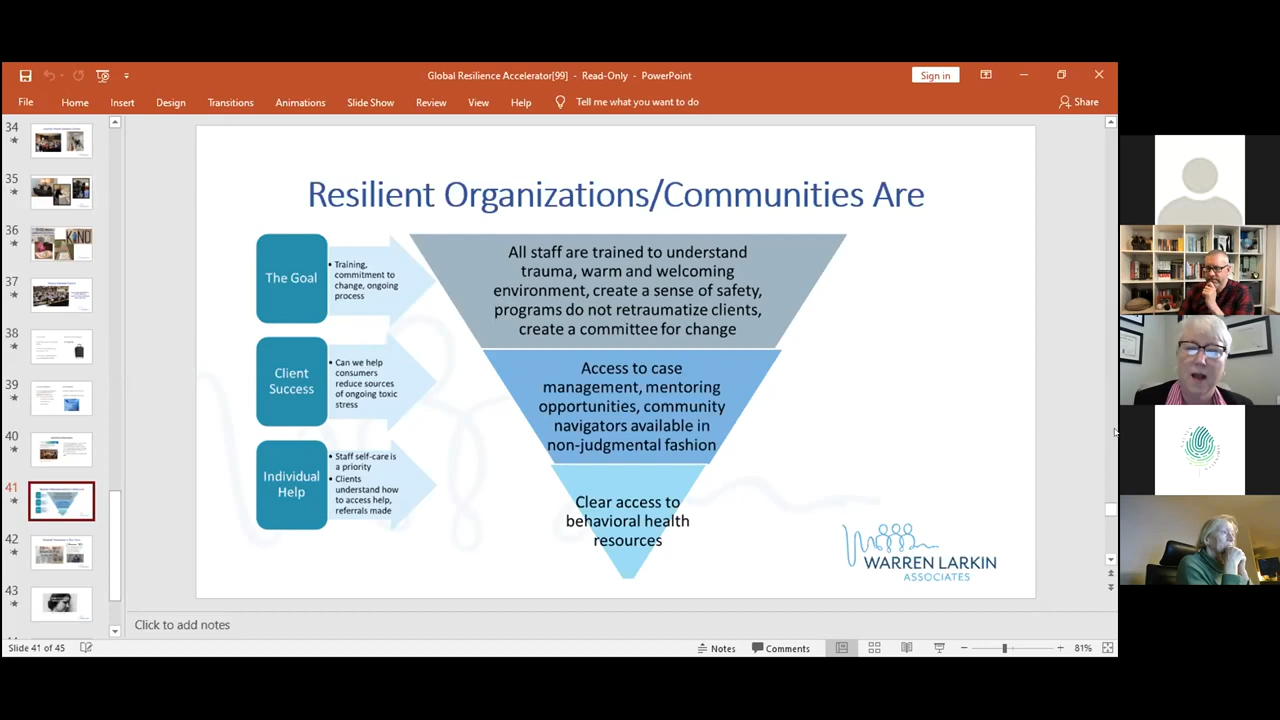 Global Resilience Accelerator[99] - Read-Only - PowerPoint
Sign in
File Home Insert Design Transitions Animations Slide Show Review View Help Tell me what you want to do
Share
34
35
36
37
38
39
40
41
42
43
Resilient Organizations/Communities Are
The Goal
• Training,
commitment to
change, ongoing
process
All staff are trained to understand
trauma, warm and welcoming
environment, create a sense of safety,
programs do not retraumatize clients,
create a committee for change
Client
Success
• Can we help
consumers
reduce sources
of ongoing toxic
stress
Access to case
management, mentoring
opportunities, community
navigators available in
non-judgmental fashion
Individual
Help
• Staff self-care is
a priority
• Clients
understand how
to access help,
referrals made
Clear access to
behavioral health
resources
WARREN LARKIN
ASSOCIATES
Click to add notes
Slide 41 of 45
Notes
Comments
81%